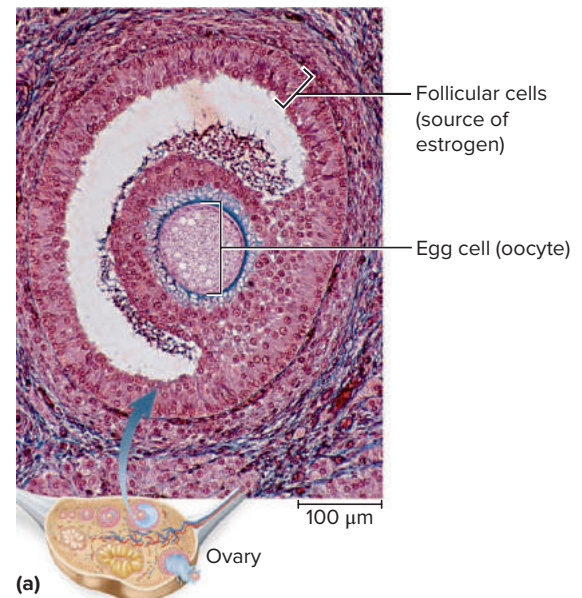 Follicular cells
(source of
estrogen)
Egg cell (oocyte)
100 μm
Ovary
(a)